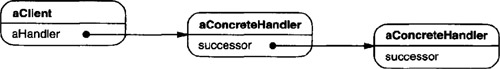 aClient
aHandler
aConcreteHandler
successor
aConcreteHandler
successor